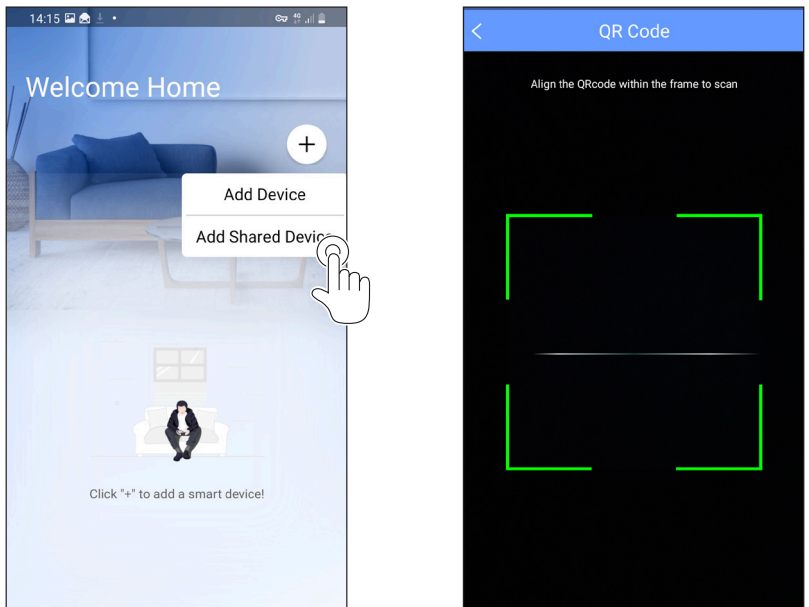 14:15
4G
Welcome Home
+
Add Device
Add Shared Device
Click "+" to add a smart device!
QR Code
Align the QRcode within the frame to scan